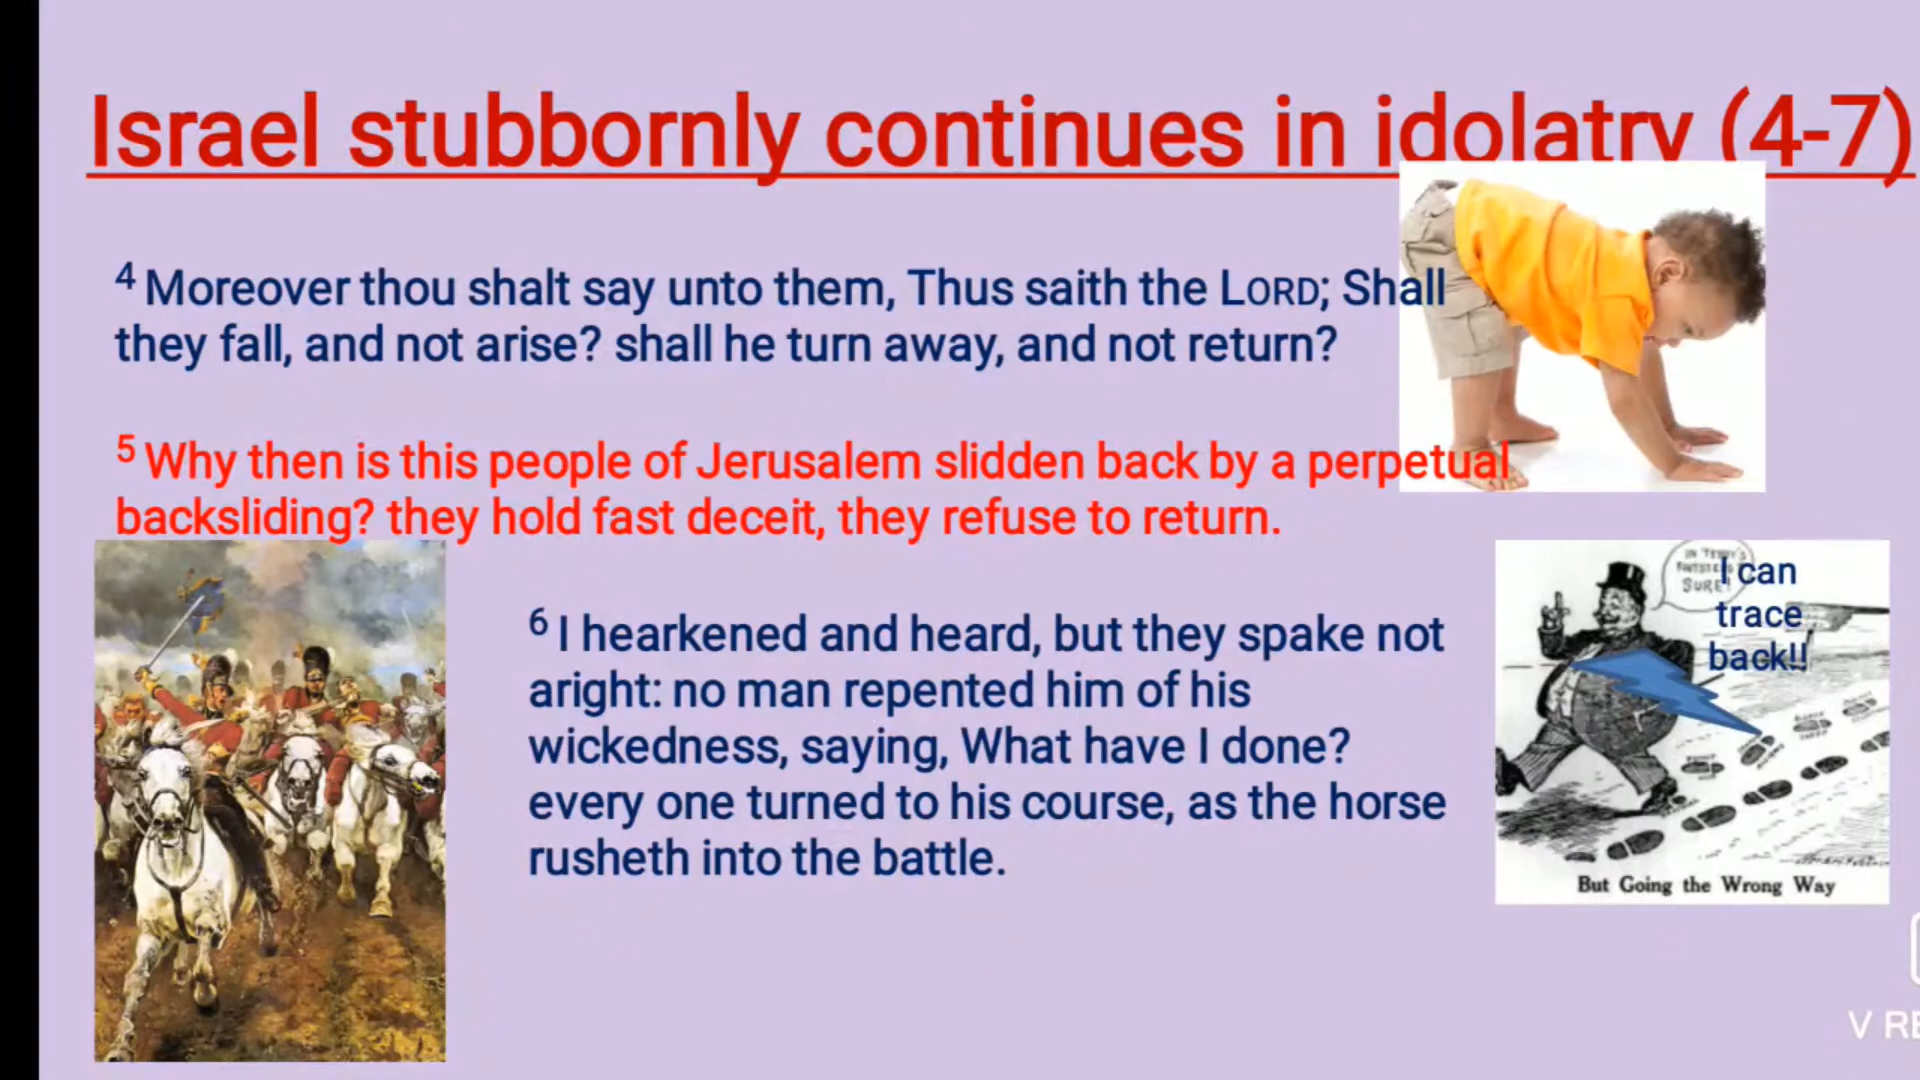 Israel stubbornly continues in idolatry (4-7)
4 Moreover thou shalt say unto them, Thus saith the LORD; Shall
they fall, and not arise? shall he turn away, and not return?
5 Why then is this people of Jerusalem slidden back by a perpetual
backsliding? they hold fast deceit, they refuse to return.
6 I hearkened and heard, but they spake not
aright: no man repented him of his
wickedness, saying, What have I done?
every one turned to his course, as the horse
rusheth into the battle.
IN TEDDY'S
SURE!
I can
trace
back!!
But Going the Wrong Way
V RE